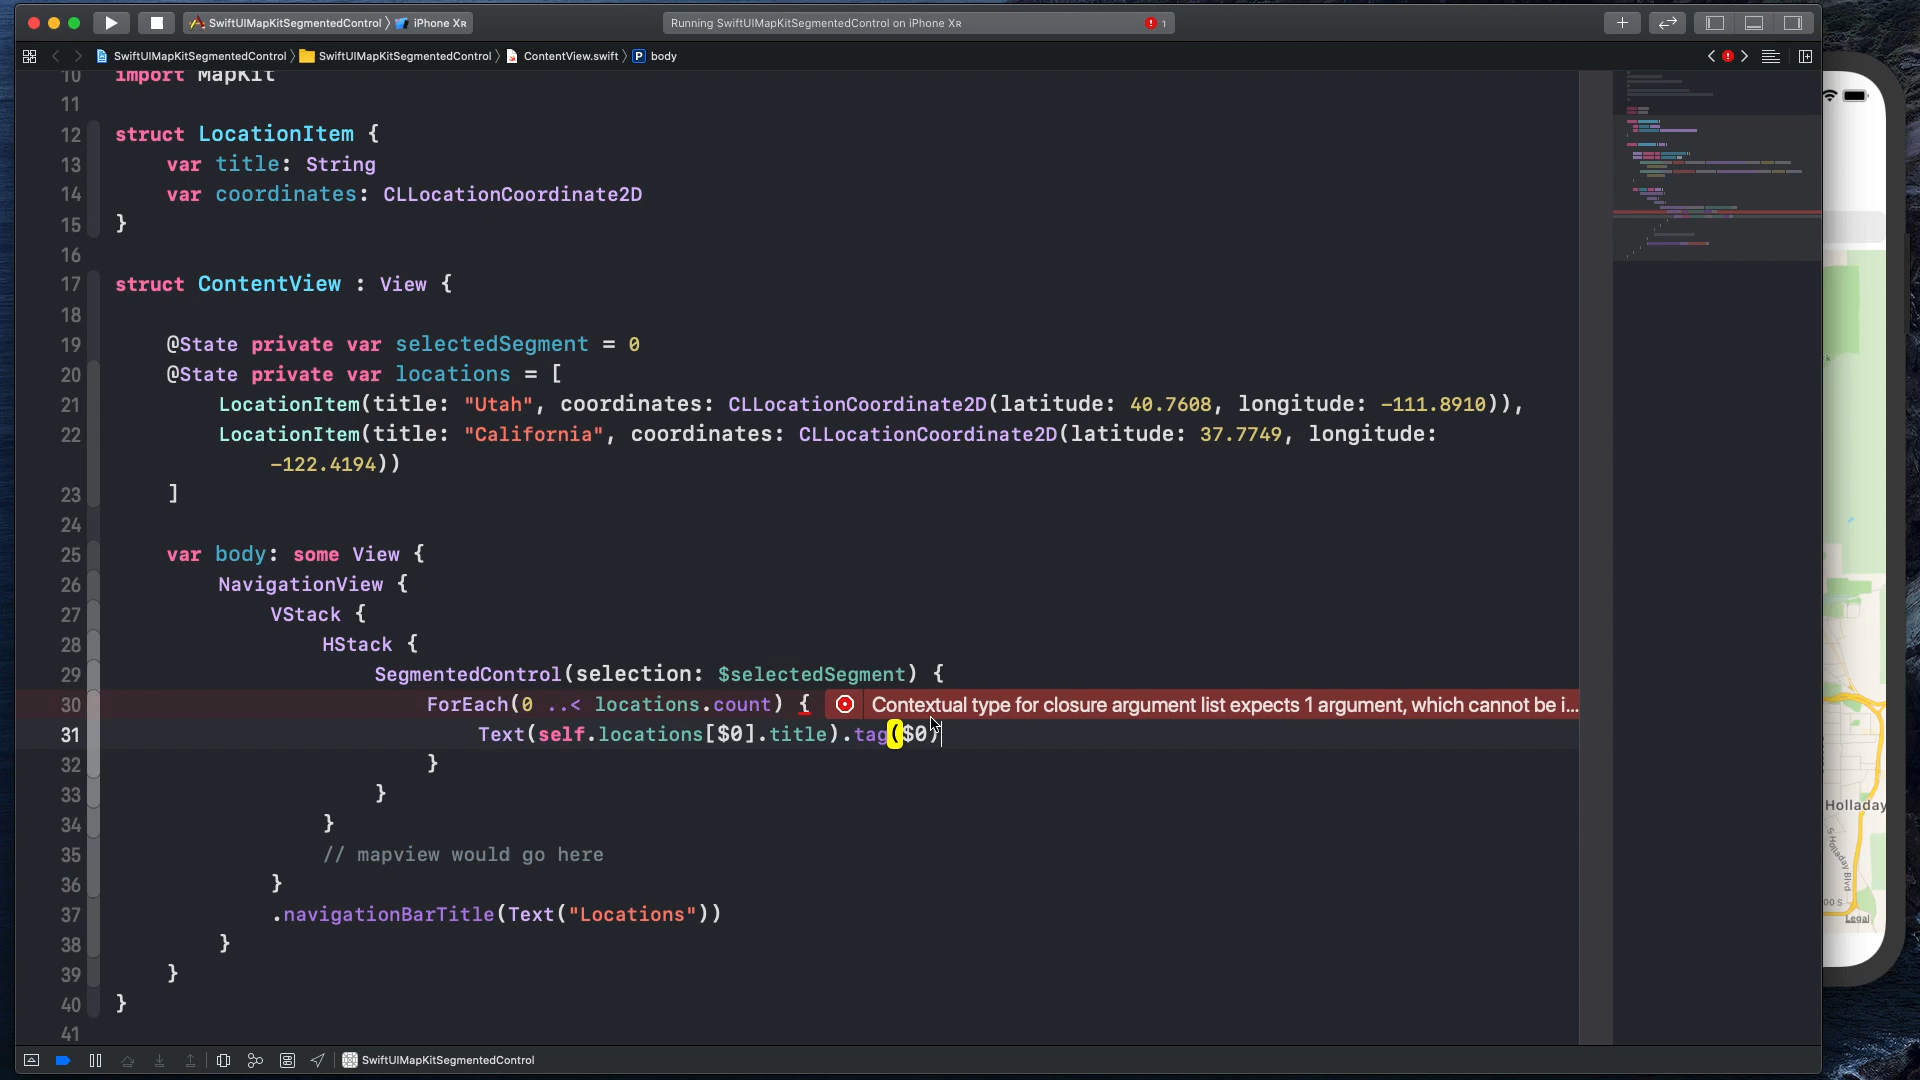 SwiftUIMapKitSegmentedControl 〉 iPhone XR
Running SwiftUIMapKitSegmentedControl on iPhone XR
1
SwiftUIMapKitSegmentedControl 〉 SwiftUIMapKitSegmentedControl 〉 ContentView.swift 〉 P body
10 import MapKit
11
12 struct LocationItem {
13 var title: String
14 var coordinates: CLLocationCoordinate2D
15 }
16
17 struct ContentView : View {
18
19 @State private var selectedSegment = 0
20 @State private var locations = [
21 LocationItem(title: "Utah", coordinates: CLLocationCoordinate2D(latitude: 40.7608, longitude: -111.8910)),
22 LocationItem(title: "California", coordinates: CLLocationCoordinate2D(latitude: 37.7749, longitude:
-122.4194))
23 ]
24
25 var body: some View {
26 NavigationView {
27 VStack {
28 HStack {
29 SegmentedControl(selection: $selectedSegment) {
30 ForEach(0 ..< locations.count) { Contextual type for closure argument list expects 1 argument, which cannot be i...
31 Text(self.locations[$0].title).tag($0)
32 }
33 }
34 }
35 // mapview would go here
36 }
37 .navigationBarTitle(Text("Locations"))
38 }
39 }
40 }
41
Holladay
S Holladay Blvd
00 S
Legal
SwiftUIMapKitSegmentedControl